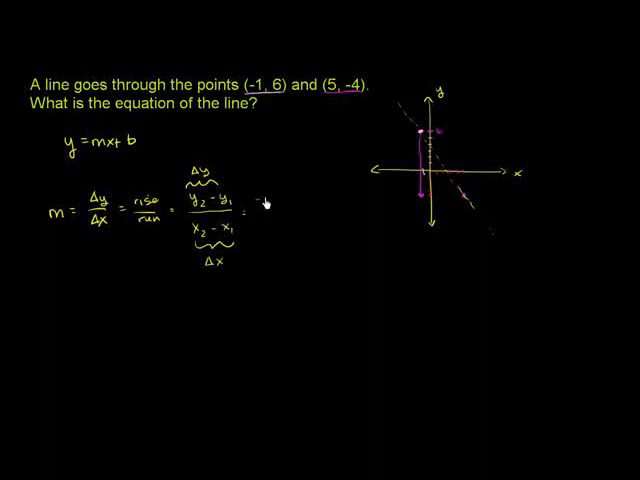 A line goes through the points (-1, 6) and (5, -4).
What is the equation of the line?
y = mx + b
m = Δy/Δx = rise/run = y₂ - y₁/x₂ - x₁ =
Δy
Δx
y
6
x